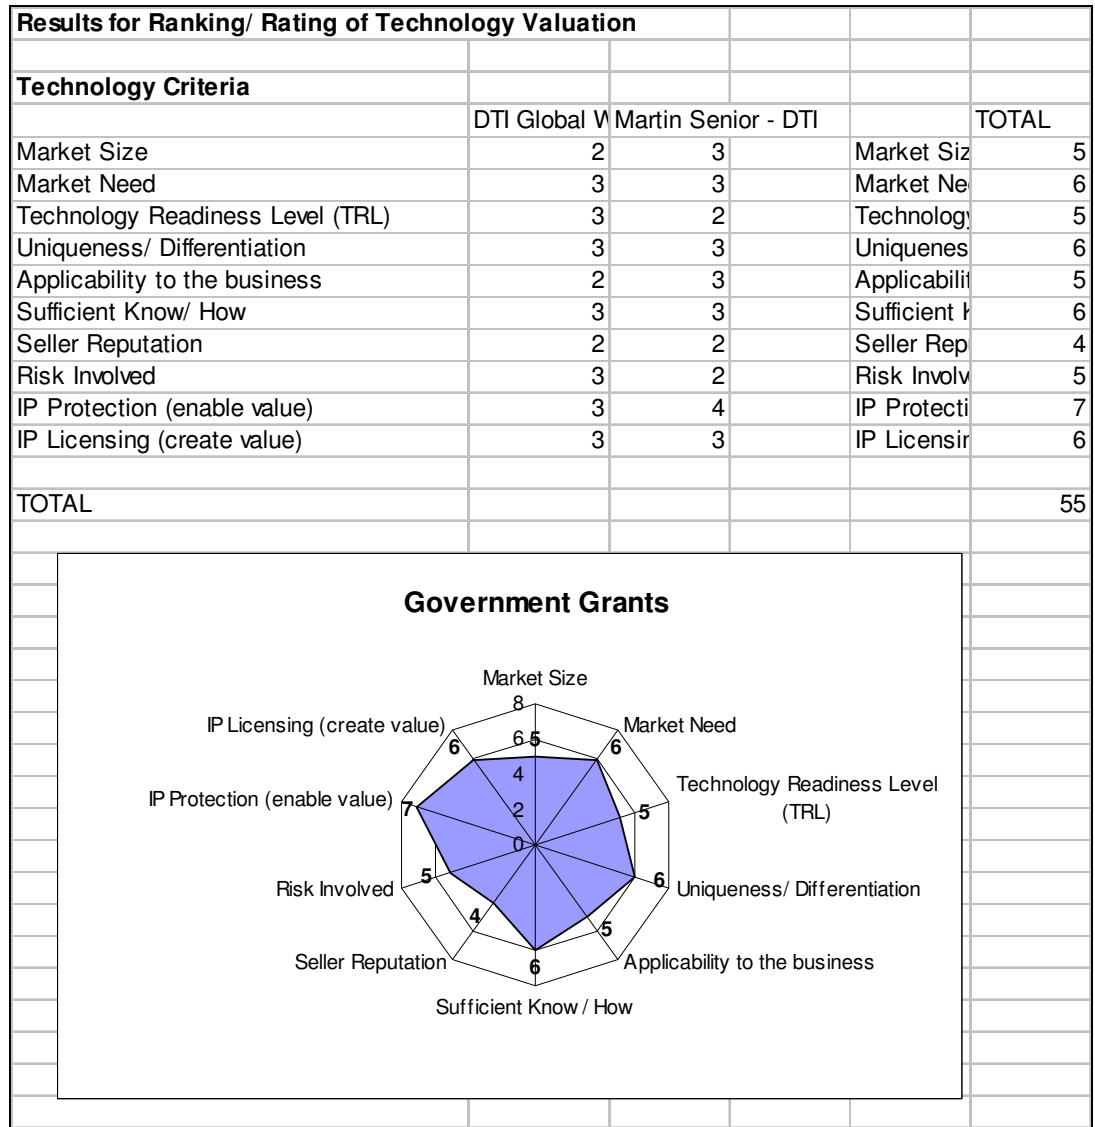 Results for Ranking/ Rating of Technology Valuation
Technology Criteria
DTI Global W Martin Senior - DTI TOTAL
Market Size 2 3 Market Siz 5
Market Need 3 3 Market Ne 6
Technology Readiness Level (TRL) 3 2 Technology 5
Uniqueness/ Differentiation 3 3 Uniquenes 6
Applicability to the business 2 3 Applicabilit 5
Sufficient Know/ How 3 3 Sufficient K 6
Seller Reputation 2 2 Seller Rep 4
Risk Involved 3 2 Risk Involv 5
IP Protection (enable value) 3 4 IP Protecti 7
IP Licensing (create value) 3 3 IP Licensin 6
TOTAL 55
Government Grants
Market Size
8
IP Licensing (create value) 6 6 5 6 Market Need
4
IP Protection (enable value) 7 2 5 Technology Readiness Level
(TRL)
0
Risk Involved 5 6 Uniqueness/ Differentiation
4 5
Seller Reputation 6 Applicability to the business
Sufficient Know / How